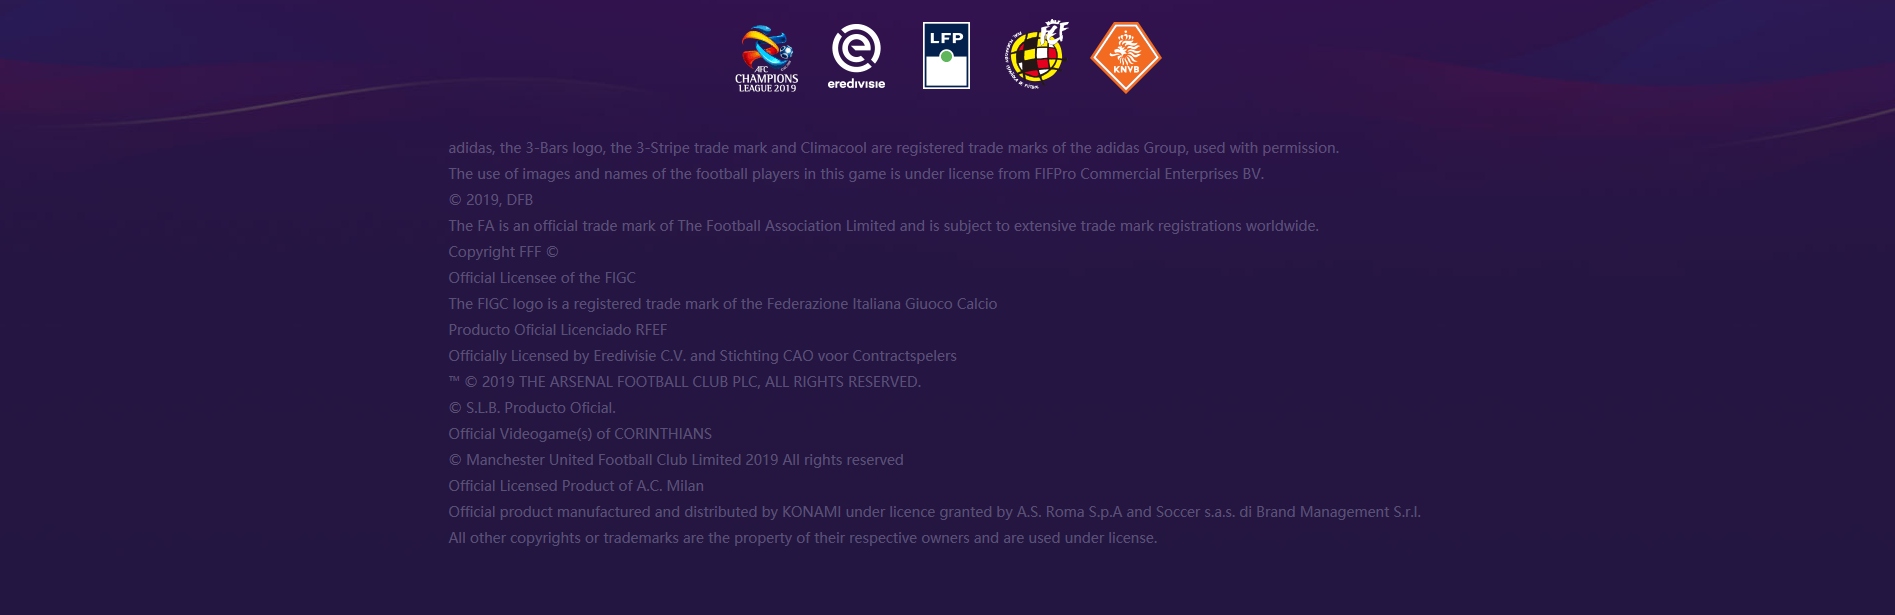 AFC
CHAMPIONS
LEAGUE 2019
eredivisie
LFP
KNVB
adidas, the 3-Bars logo, the 3-Stripe trade mark and Climacool are registered trade marks of the adidas Group, used with permission.
The use of images and names of the football players in this game is under license from FIFPro Commercial Enterprises BV.
© 2019, DFB
The FA is an official trade mark of The Football Association Limited and is subject to extensive trade mark registrations worldwide.
Copyright FFF ©
Official Licensee of the FIGC
The FIGC logo is a registered trade mark of the Federazione Italiana Giuoco Calcio
Producto Oficial Licenciado RFEF
Officially Licensed by Eredivisie C.V. and Stichting CAO voor Contractspelers
™ © 2019 THE ARSENAL FOOTBALL CLUB PLC, ALL RIGHTS RESERVED.
© S.L.B. Producto Oficial.
Official Videogame(s) of CORINTHIANS
© Manchester United Football Club Limited 2019 All rights reserved
Official Licensed Product of A.C. Milan
Official product manufactured and distributed by KONAMI under licence granted by A.S. Roma S.p.A and Soccer s.a.s. di Brand Management S.r.l.
All other copyrights or trademarks are the property of their respective owners and are used under license.